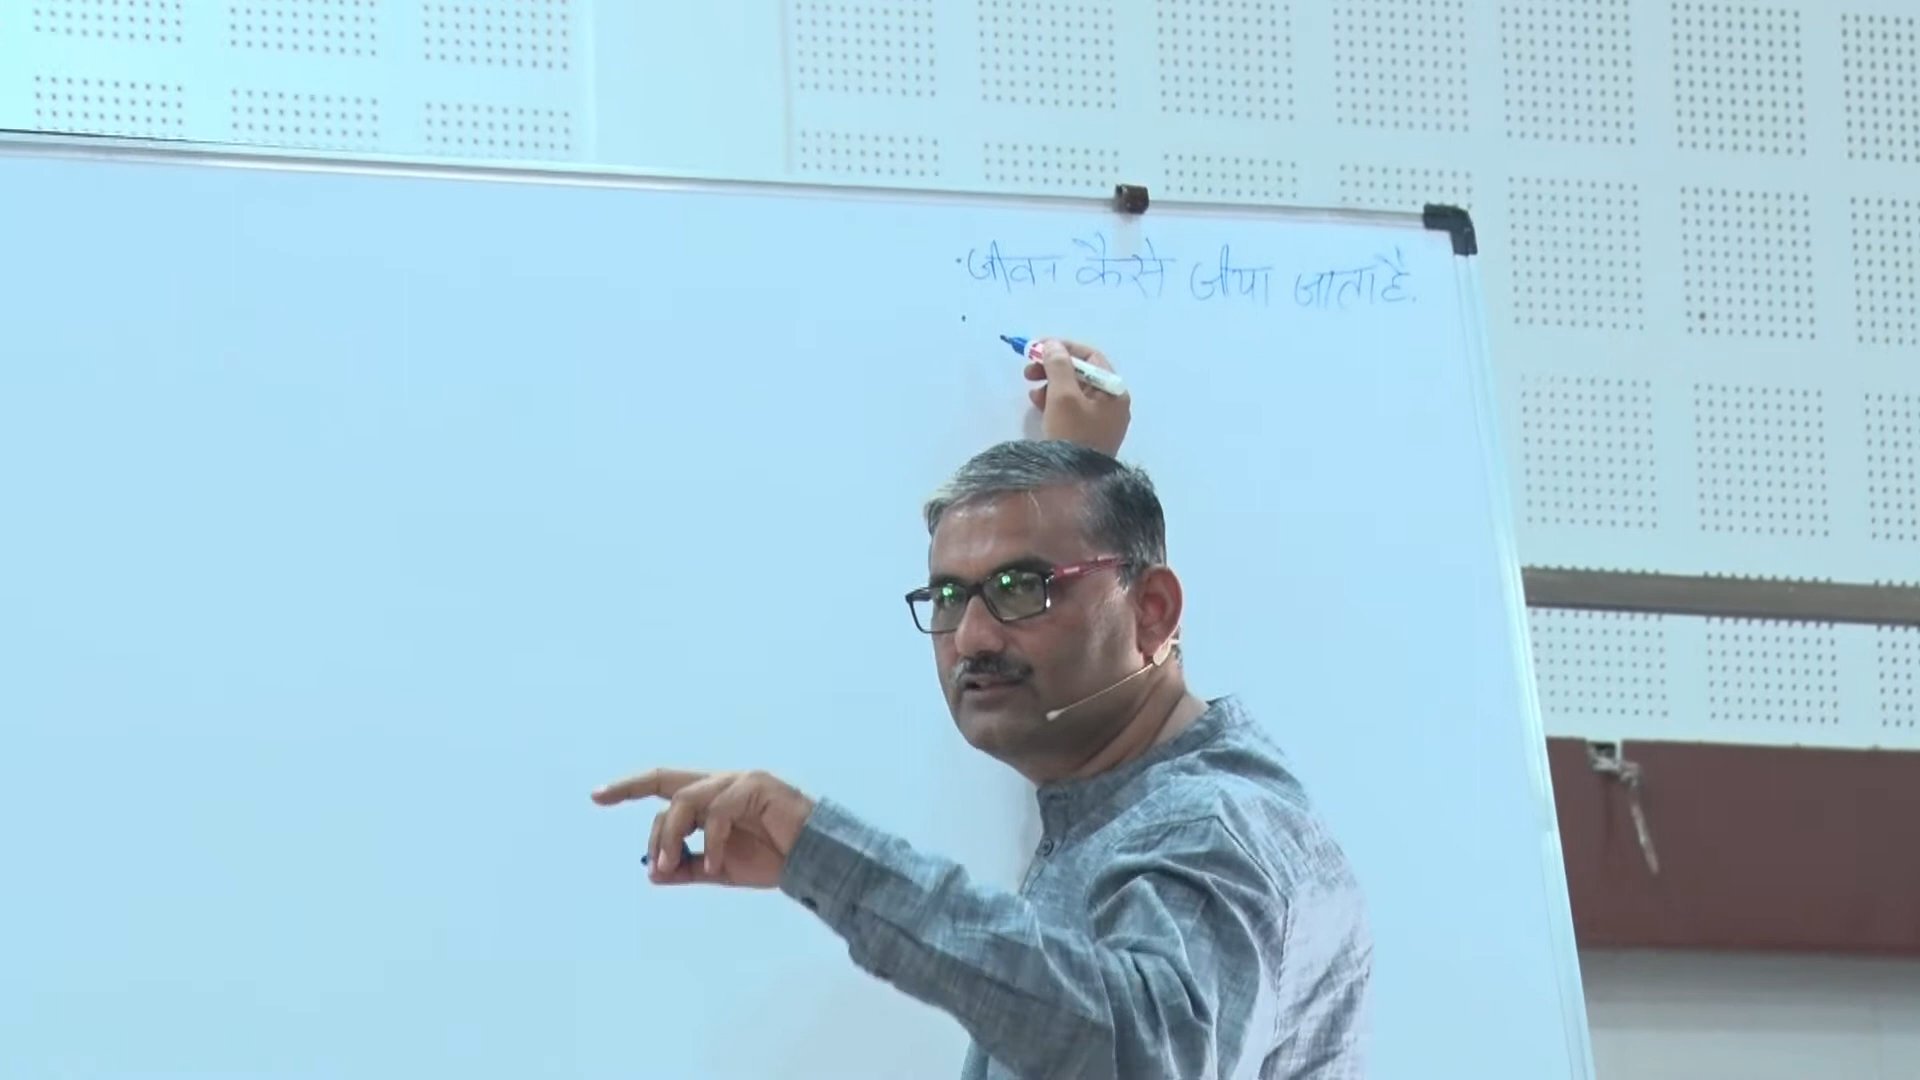 . जीवन कैसे जीया जाता है.
.